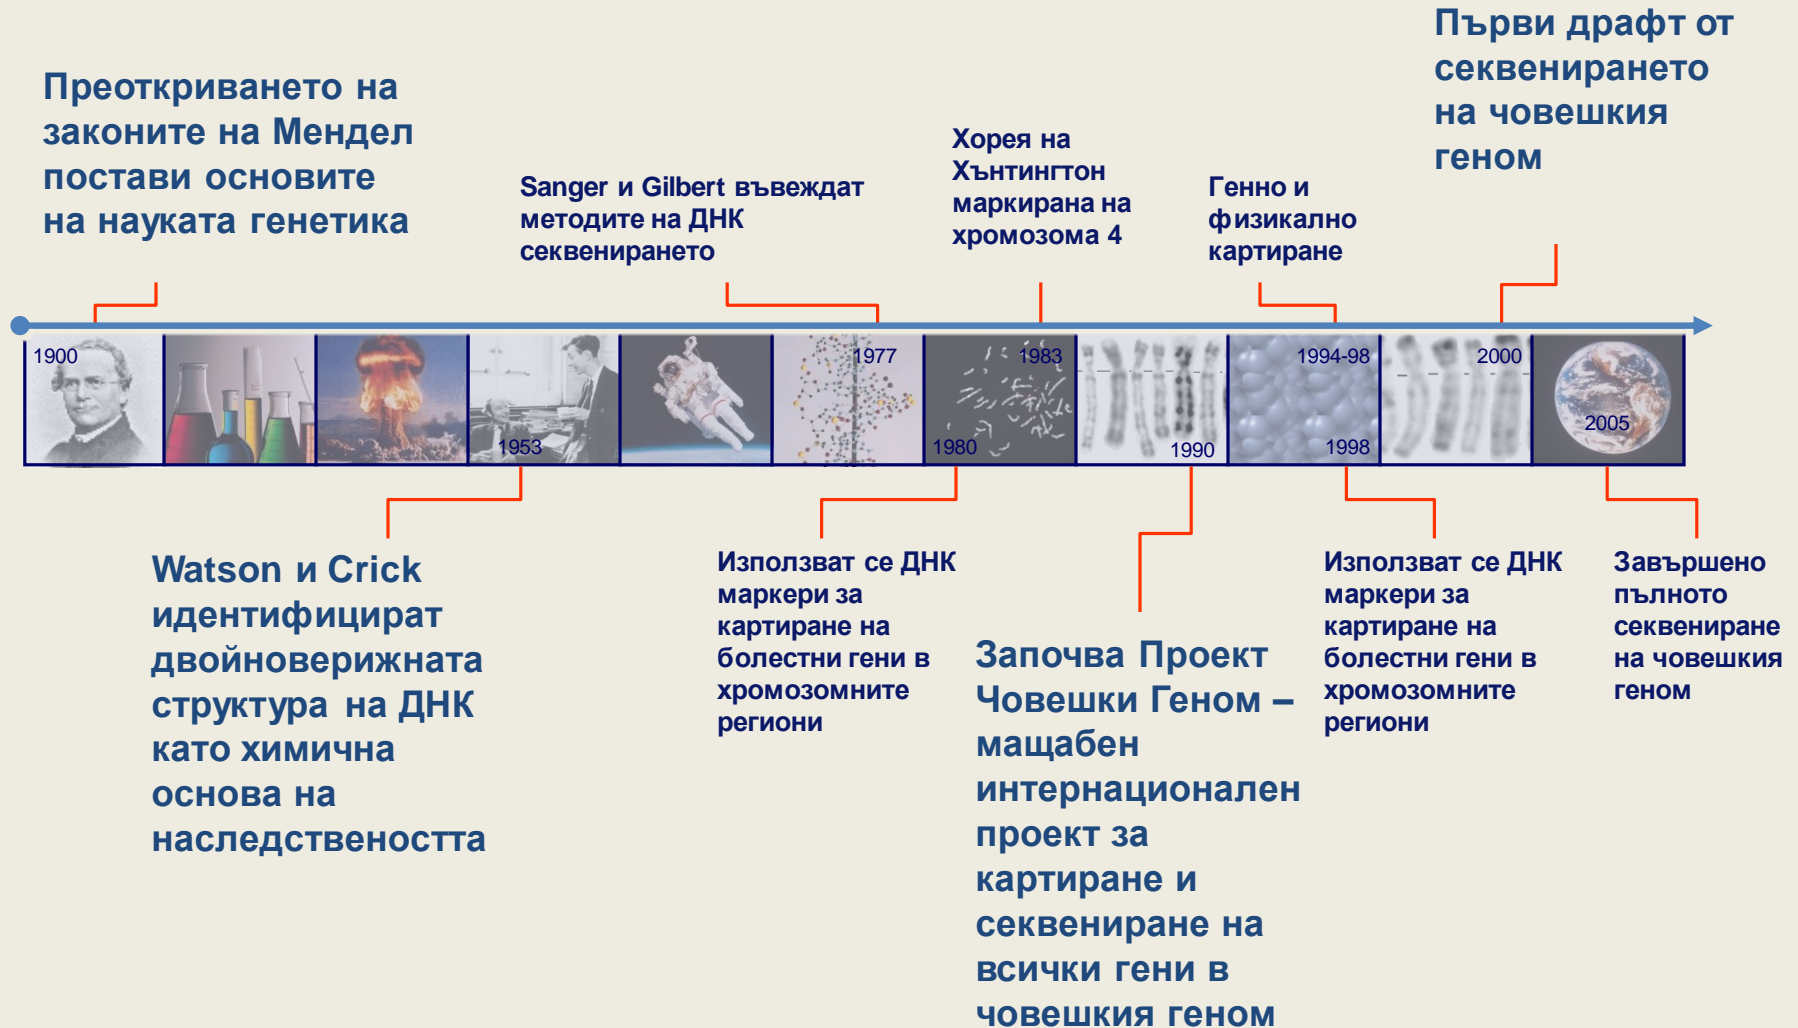 Преоткриването на
законите на Мендел
постави основите
на науката генетика
Sanger и Gilbert въвеждат
методите на ДНК
секвенирането
Хорея на
Хънтингтон
маркирана на
хромозома 4
Генно и
физикално
картиране
Първи драфт от
секвенирането
на човешкия
геном
1900
1977
1983
1994-98
2000
1953
1980
1990
1998
2005
Watson и Crick
идентифицират
двойноверижната
структура на ДНК
като химична
основа на
наследствеността
Използват се ДНК
маркери за
картиране на
болестни гени в
хромозомните
региони
Започва Проект
Човешки Геном –
мащабен
интернационален
проект за
картиране и
секвениране на
всички гени в
човешкия геном
Използват се ДНК
маркери за
картиране на
болестни гени в
хромозомните
региони
Завършено
пълното
секвениране
на човешкия
геном